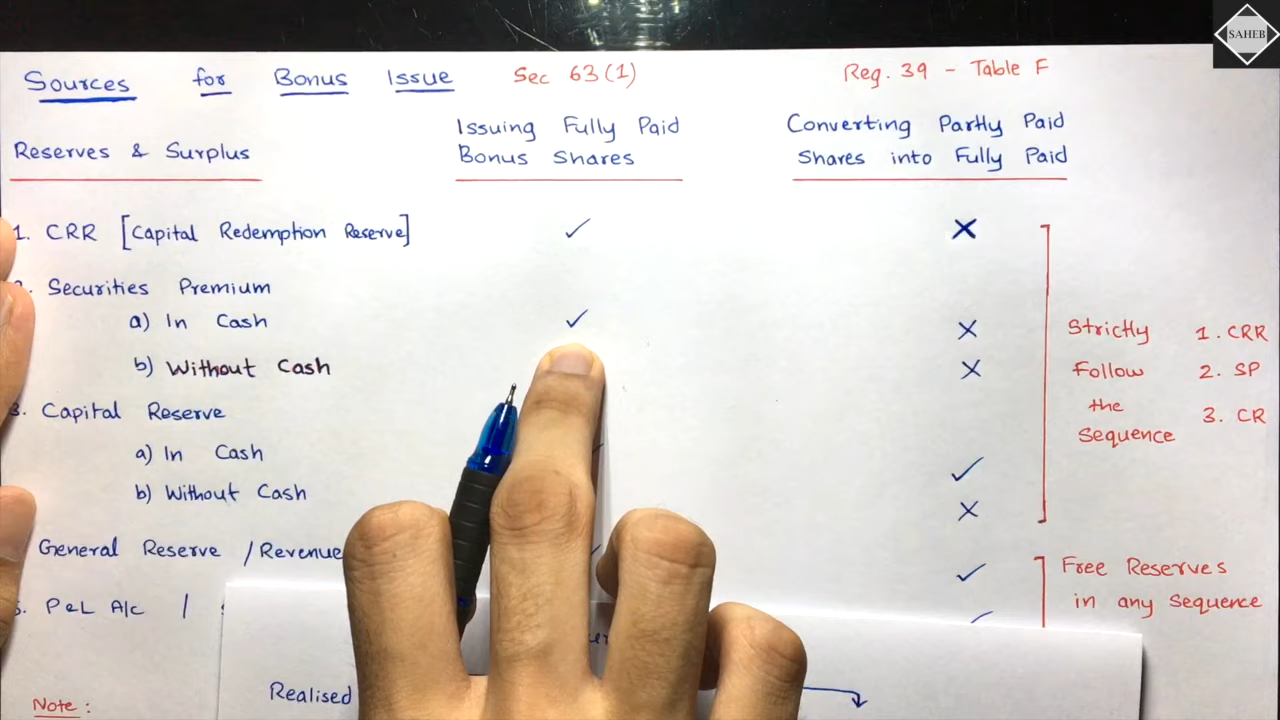 SAHEB
Sources for Bonus Issue Sec 63(1) Reg. 39 - Table F
Reserves & Surplus
Issuing Fully Paid
Bonus Shares
Converting Partly Paid
Shares into Fully Paid
1. CRR [Capital Redemption Reserve] ✓ ✗
Securities Premium
a) In Cash ✓ ✗
b) Without Cash ✗
3. Capital Reserve
a) In Cash ✓
b) Without Cash ✗
General Reserve / Revenue ✓
P&L A/c /
Strictly
Follow
the
Sequence
1. CRR
2. SP
3. CR
Free Reserves
in any Sequence
Realised
Note :